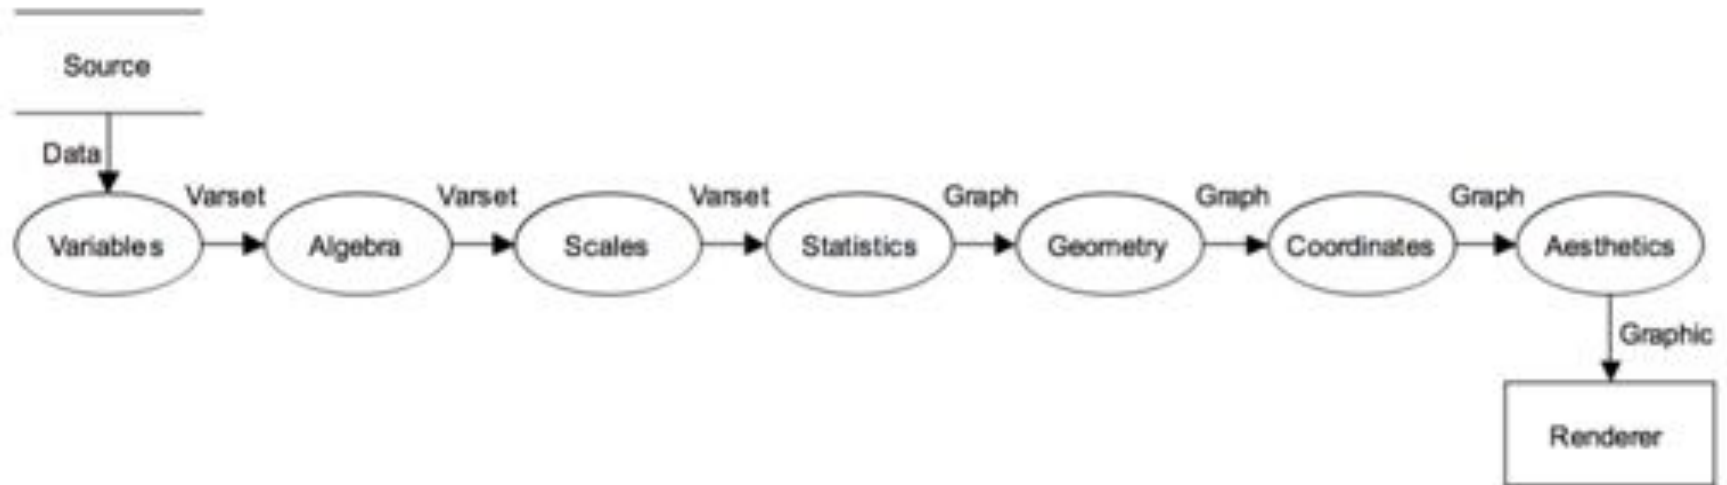 Source
Data
Varset Varset Varset Graph Graph Graph
Variables Algebra Scales Statistics Geometry Coordinates Aesthetics
Graphic
Renderer